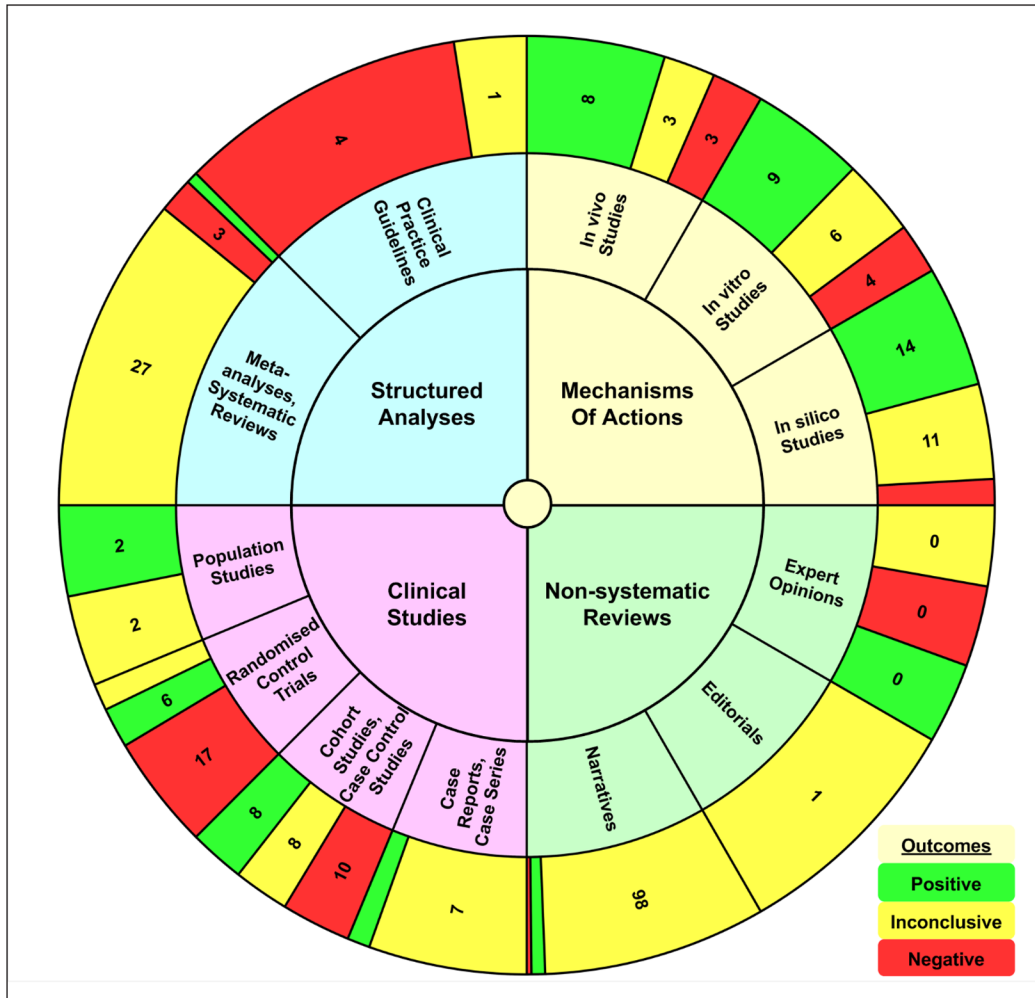 1
4
3
27
8
3
3
9
6
4
14
11
Clinical
Practice
Guidelines
Meta-
analyses,
Systematic
Reviews
In vivo
Studies
In vitro
Studies
In silico
Studies
Structured
Analyses
Mechanisms
Of Actions
Clinical
Studies
Non-systematic
Reviews
Population
Studies
Randomised
Control
Trials
Cohort
Studies,
Case Control
Studies
Case
Reports,
Case Series
Narratives
Editorials
Expert
Opinions
2
2
6
17
8
8
10
7
98
1
0
0
0
Outcomes
Positive
Inconclusive
Negative